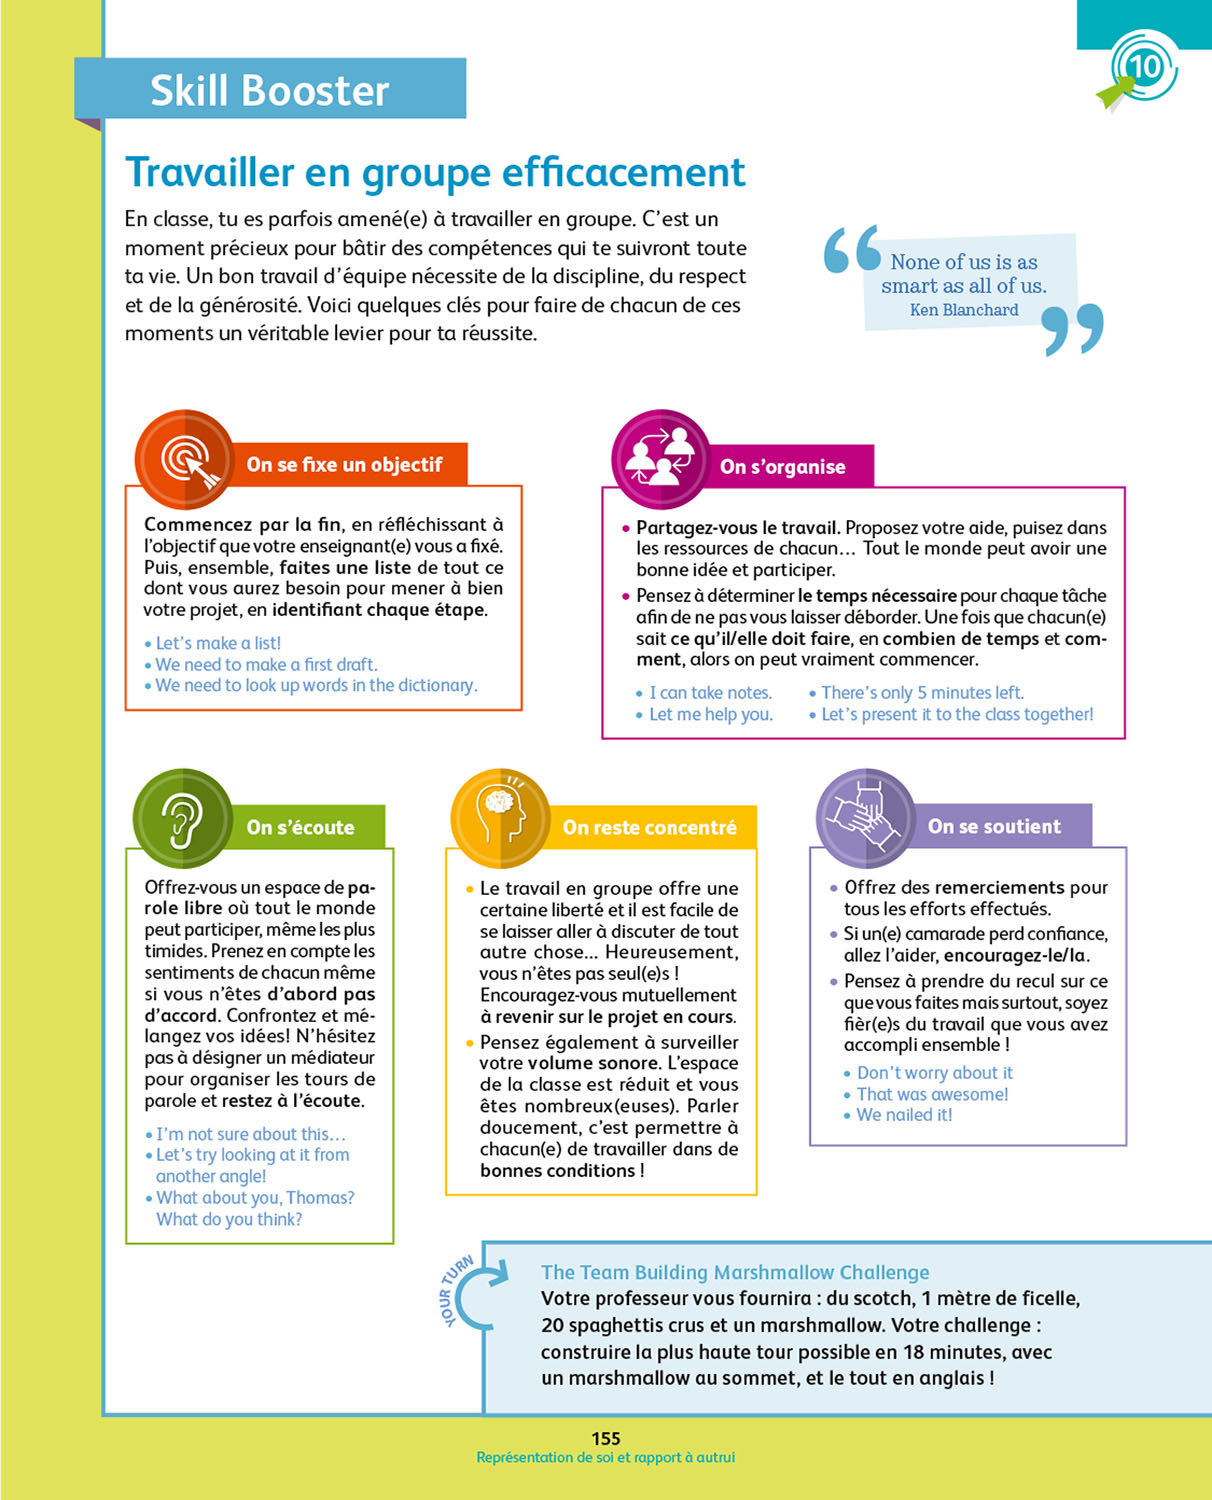 10
Skill Booster
Travailler en groupe efficacement
En classe, tu es parfois amené(e) à travailler en groupe. C'est un
moment précieux pour bâtir des compétences qui te suivront toute
ta vie. Un bon travail d'équipe nécessite de la discipline, du respect
et de la générosité. Voici quelques clés pour faire de chacun de ces
moments un véritable levier pour ta réussite.
“ None of us is as
smart as all of us.
Ken Blanchard ”
On se fixe un objectif
Commencez par la fin, en réfléchissant à
l'objectif que votre enseignant(e) vous a fixé.
Puis, ensemble, faites une liste de tout ce
dont vous aurez besoin pour mener à bien
votre projet, en identifiant chaque étape.
• Let's make a list!
• We need to make a first draft.
• We need to look up words in the dictionary.
On s'organise
• Partagez-vous le travail. Proposez votre aide, puisez dans
les ressources de chacun… Tout le monde peut avoir une
bonne idée et participer.
• Pensez à déterminer le temps nécessaire pour chaque tâche
afin de ne pas vous laisser déborder. Une fois que chacun(e)
sait ce qu'il/elle doit faire, en combien de temps et com-
ment, alors on peut vraiment commencer.
• I can take notes.
• Let me help you.
• There's only 5 minutes left.
• Let's present it to the class together!
On s'écoute
Offrez-vous un espace de pa-
role libre où tout le monde
peut participer, même les plus
timides. Prenez en compte les
sentiments de chacun même
si vous n'êtes d'abord pas
d'accord. Confrontez et mé-
langez vos idées! N'hésitez
pas à désigner un médiateur
pour organiser les tours de
parole et restez à l'écoute.
• I'm not sure about this…
• Let's try looking at it from
another angle!
• What about you, Thomas?
What do you think?
On reste concentré
• Le travail en groupe offre une
certaine liberté et il est facile de
se laisser aller à discuter de tout
autre chose... Heureusement,
vous n'êtes pas seul(e)s !
Encouragez-vous mutuellement
à revenir sur le projet en cours.
• Pensez également à surveiller
votre volume sonore. L'espace
de la classe est réduit et vous
êtes nombreux(euses). Parler
doucement, c'est permettre à
chacun(e) de travailler dans de
bonnes conditions !
On se soutient
• Offrez des remerciements pour
tous les efforts effectués.
• Si un(e) camarade perd confiance,
allez l'aider, encouragez-le/la.
• Pensez à prendre du recul sur ce
que vous faites mais surtout, soyez
fièr(e)s du travail que vous avez
accompli ensemble !
• Don't worry about it
• That was awesome!
• We nailed it!
YOUR TURN
The Team Building Marshmallow Challenge
Votre professeur vous fournira : du scotch, 1 mètre de ficelle,
20 spaghettis crus et un marshmallow. Votre challenge :
construire la plus haute tour possible en 18 minutes, avec
un marshmallow au sommet, et le tout en anglais !
155
Représentation de soi et rapport à autrui